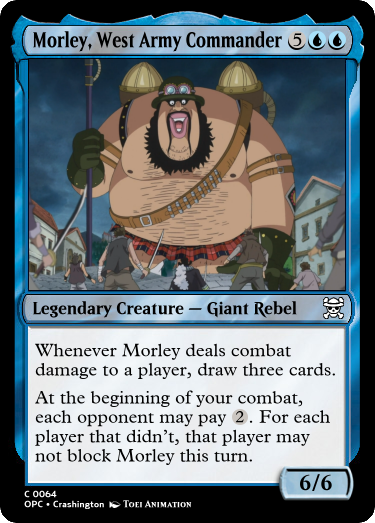 Morley, West Army Commander 5
Legendary Creature — Giant Rebel
Whenever Morley deals combat
damage to a player, draw three cards.
At the beginning of your combat,
each opponent may pay 2. For each
player that didn't, that player may
not block Morley this turn.
6/6
C 0064
OPC • Crashington Toei Animation